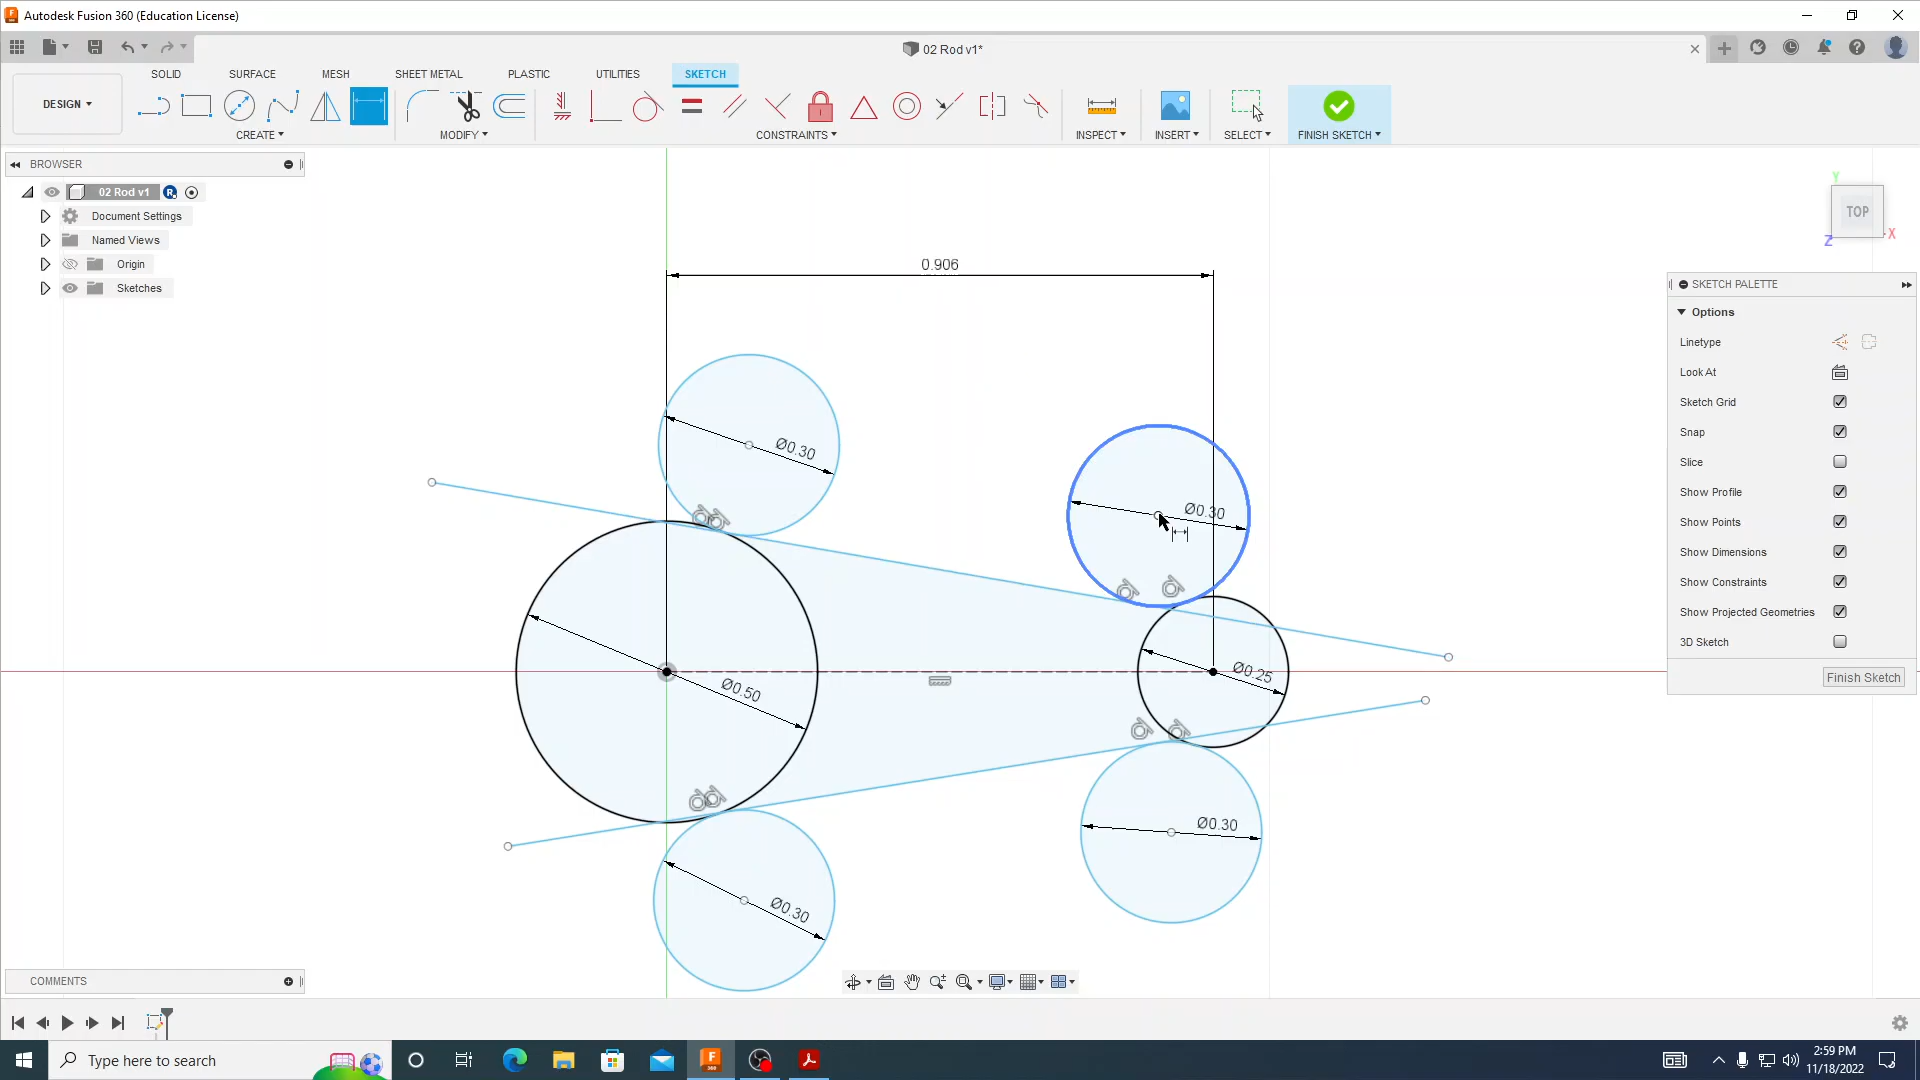 Autodesk Fusion 360 (Education License)
02 Rod v1*
SOLID SURFACE MESH SHEET METAL PLASTIC UTILITIES SKETCH
DESIGN
CREATE MODIFY CONSTRAINTS INSPECT INSERT SELECT FINISH SKETCH
BROWSER
02 Rod v1
R
Document Settings
Named Views
Origin
Sketches
Y
TOP
X
Z
0.906
Ø0.30
Ø0.30
Ø0.50
Ø0.25
Ø0.30
Ø0.30
SKETCH PALETTE
Options
Linetype
Look At
Sketch Grid
Snap
Slice
Show Profile
Show Points
Show Dimensions
Show Constraints
Show Projected Geometries
3D Sketch
Finish Sketch
COMMENTS
Type here to search
F
360
2:59 PM
11/18/2022